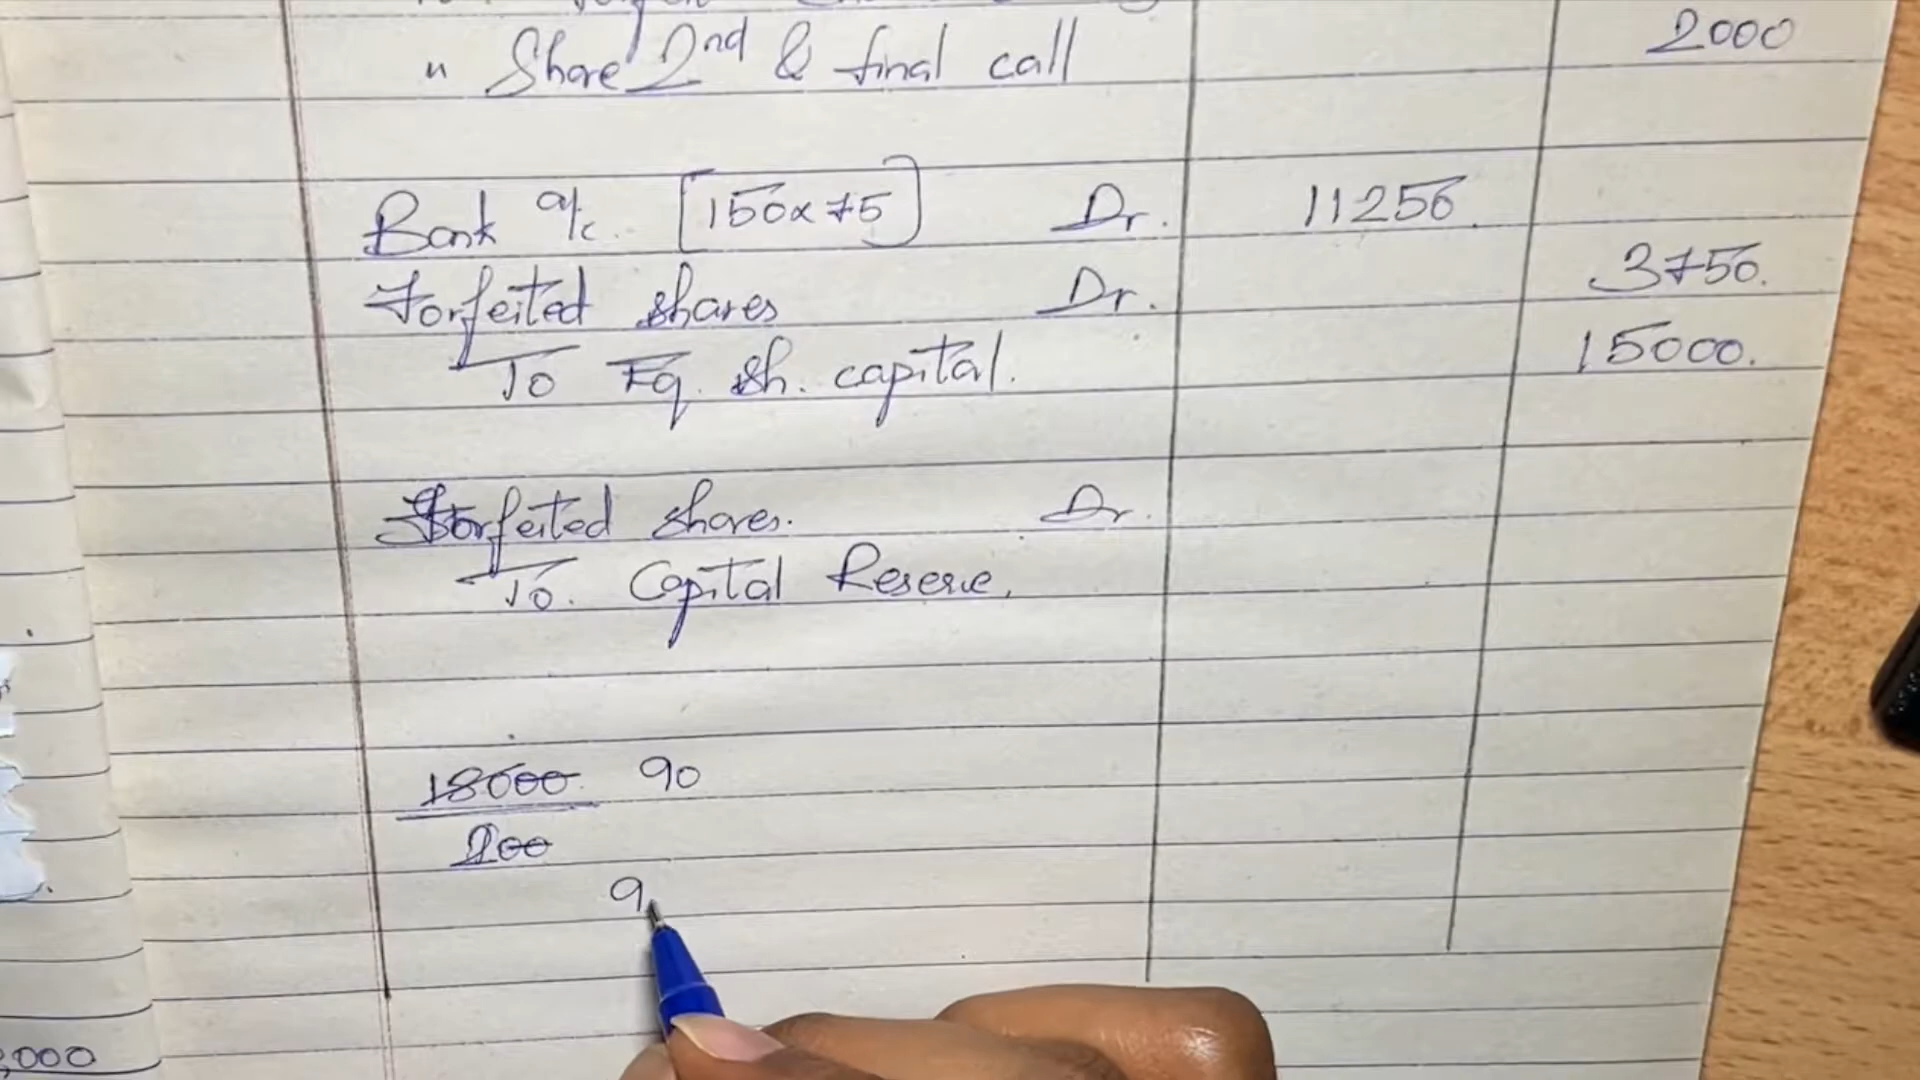 " Share 2nd & final call 2000
Bank a/c. [150x75] Dr. 11250
Forfeited shares Dr. 3750.
To Eq. sh. capital. 15000.
Forfeited shares. Dr.
To. Capital Reserve.
18000 90
200
9
,000